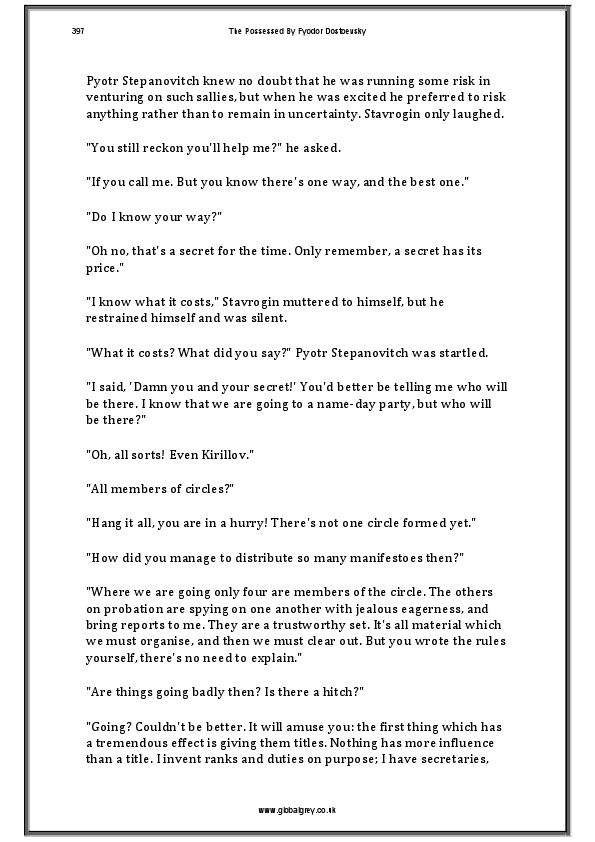 397
The Possessed By Fyodor Dostoevsky
Pyotr Stepanovitch knew no doubt that he was running some risk in
venturing on such sallies, but when he was excited he preferred to risk
anything rather than to remain in uncertainty. Stavrogin only laughed.
"You still reckon you'll help me?" he asked.
"If you call me. But you know there's one way, and the best one."
"Do I know your way?"
"Oh no, that's a secret for the time. Only remember, a secret has its
price."
"I know what it costs," Stavrogin muttered to himself, but he
restrained himself and was silent.
"What it costs? What did you say?" Pyotr Stepanovitch was startled.
"I said, 'Damn you and your secret!' You'd better be telling me who will
be there. I know that we are going to a name-day party, but who will
be there?"
"Oh, all sorts! Even Kirillov."
"All members of circles?"
"Hang it all, you are in a hurry! There's not one circle formed yet."
"How did you manage to distribute so many manifestoes then?"
"Where we are going only four are members of the circle. The others
on probation are spying on one another with jealous eagerness, and
bring reports to me. They are a trustworthy set. It's all material which
we must organise, and then we must clear out. But you wrote the rules
yourself, there's no need to explain."
"Are things going badly then? Is there a hitch?"
"Going? Couldn't be better. It will amuse you: the first thing which has
a tremendous effect is giving them titles. Nothing has more influence
than a title. I invent ranks and duties on purpose; I have secretaries,
www.globalgrey.co.uk